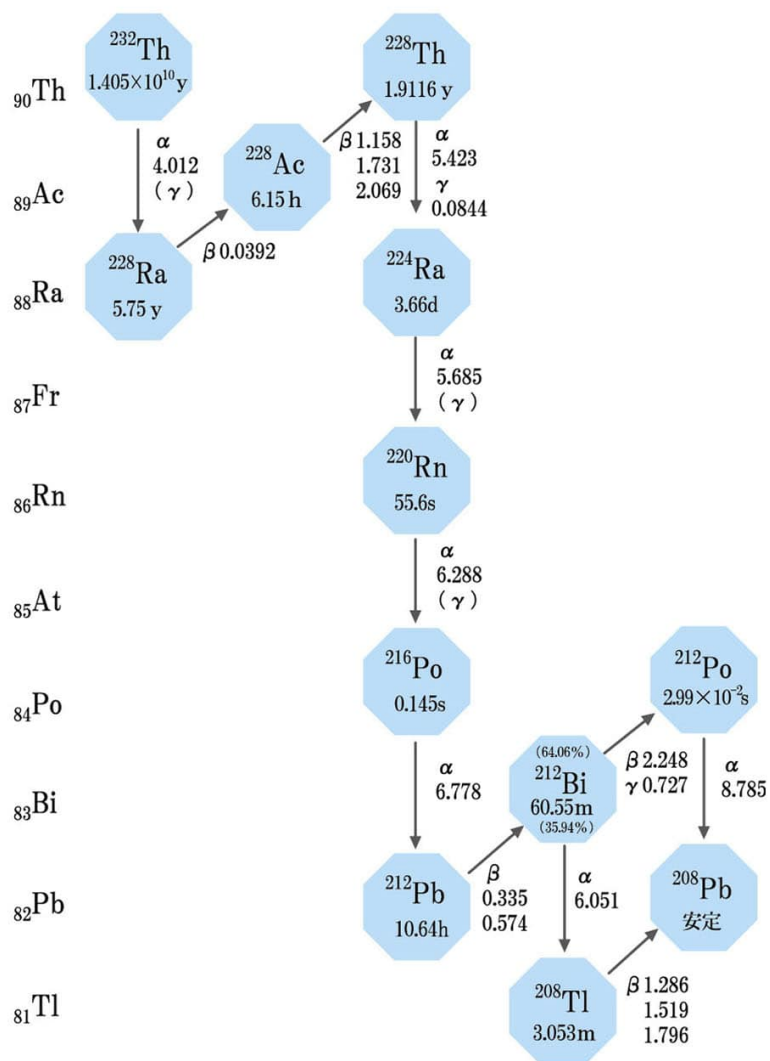 ₉₀Th
²³²Th
1.405×10¹⁰y
²²⁸Th
1.9116 y
α
4.012
(γ)
²²⁸Ac
6.15 h
β 1.158
1.731
2.069
α
5.423
γ
0.0844
₈₉Ac
²²⁸Ra
5.75 y
β 0.0392
²²⁴Ra
3.66d
₈₈Ra
α
5.685
(γ)
₈₇Fr
²²⁰Rn
55.6s
₈₆Rn
α
6.288
(γ)
₈₅At
²¹⁶Po
0.145s
²¹²Po
2.99×10⁻²s
₈₄Po
α
6.778
(64.06%)
²¹²Bi
60.55m
(35.94%)
β 2.248
γ 0.727
α
8.785
₈₃Bi
²¹²Pb
10.64h
β
0.335
0.574
α
6.051
²⁰⁸Pb
安定
₈₂Pb
²⁰⁸Tl
3.053m
β 1.286
1.519
1.796
₈₁Tl